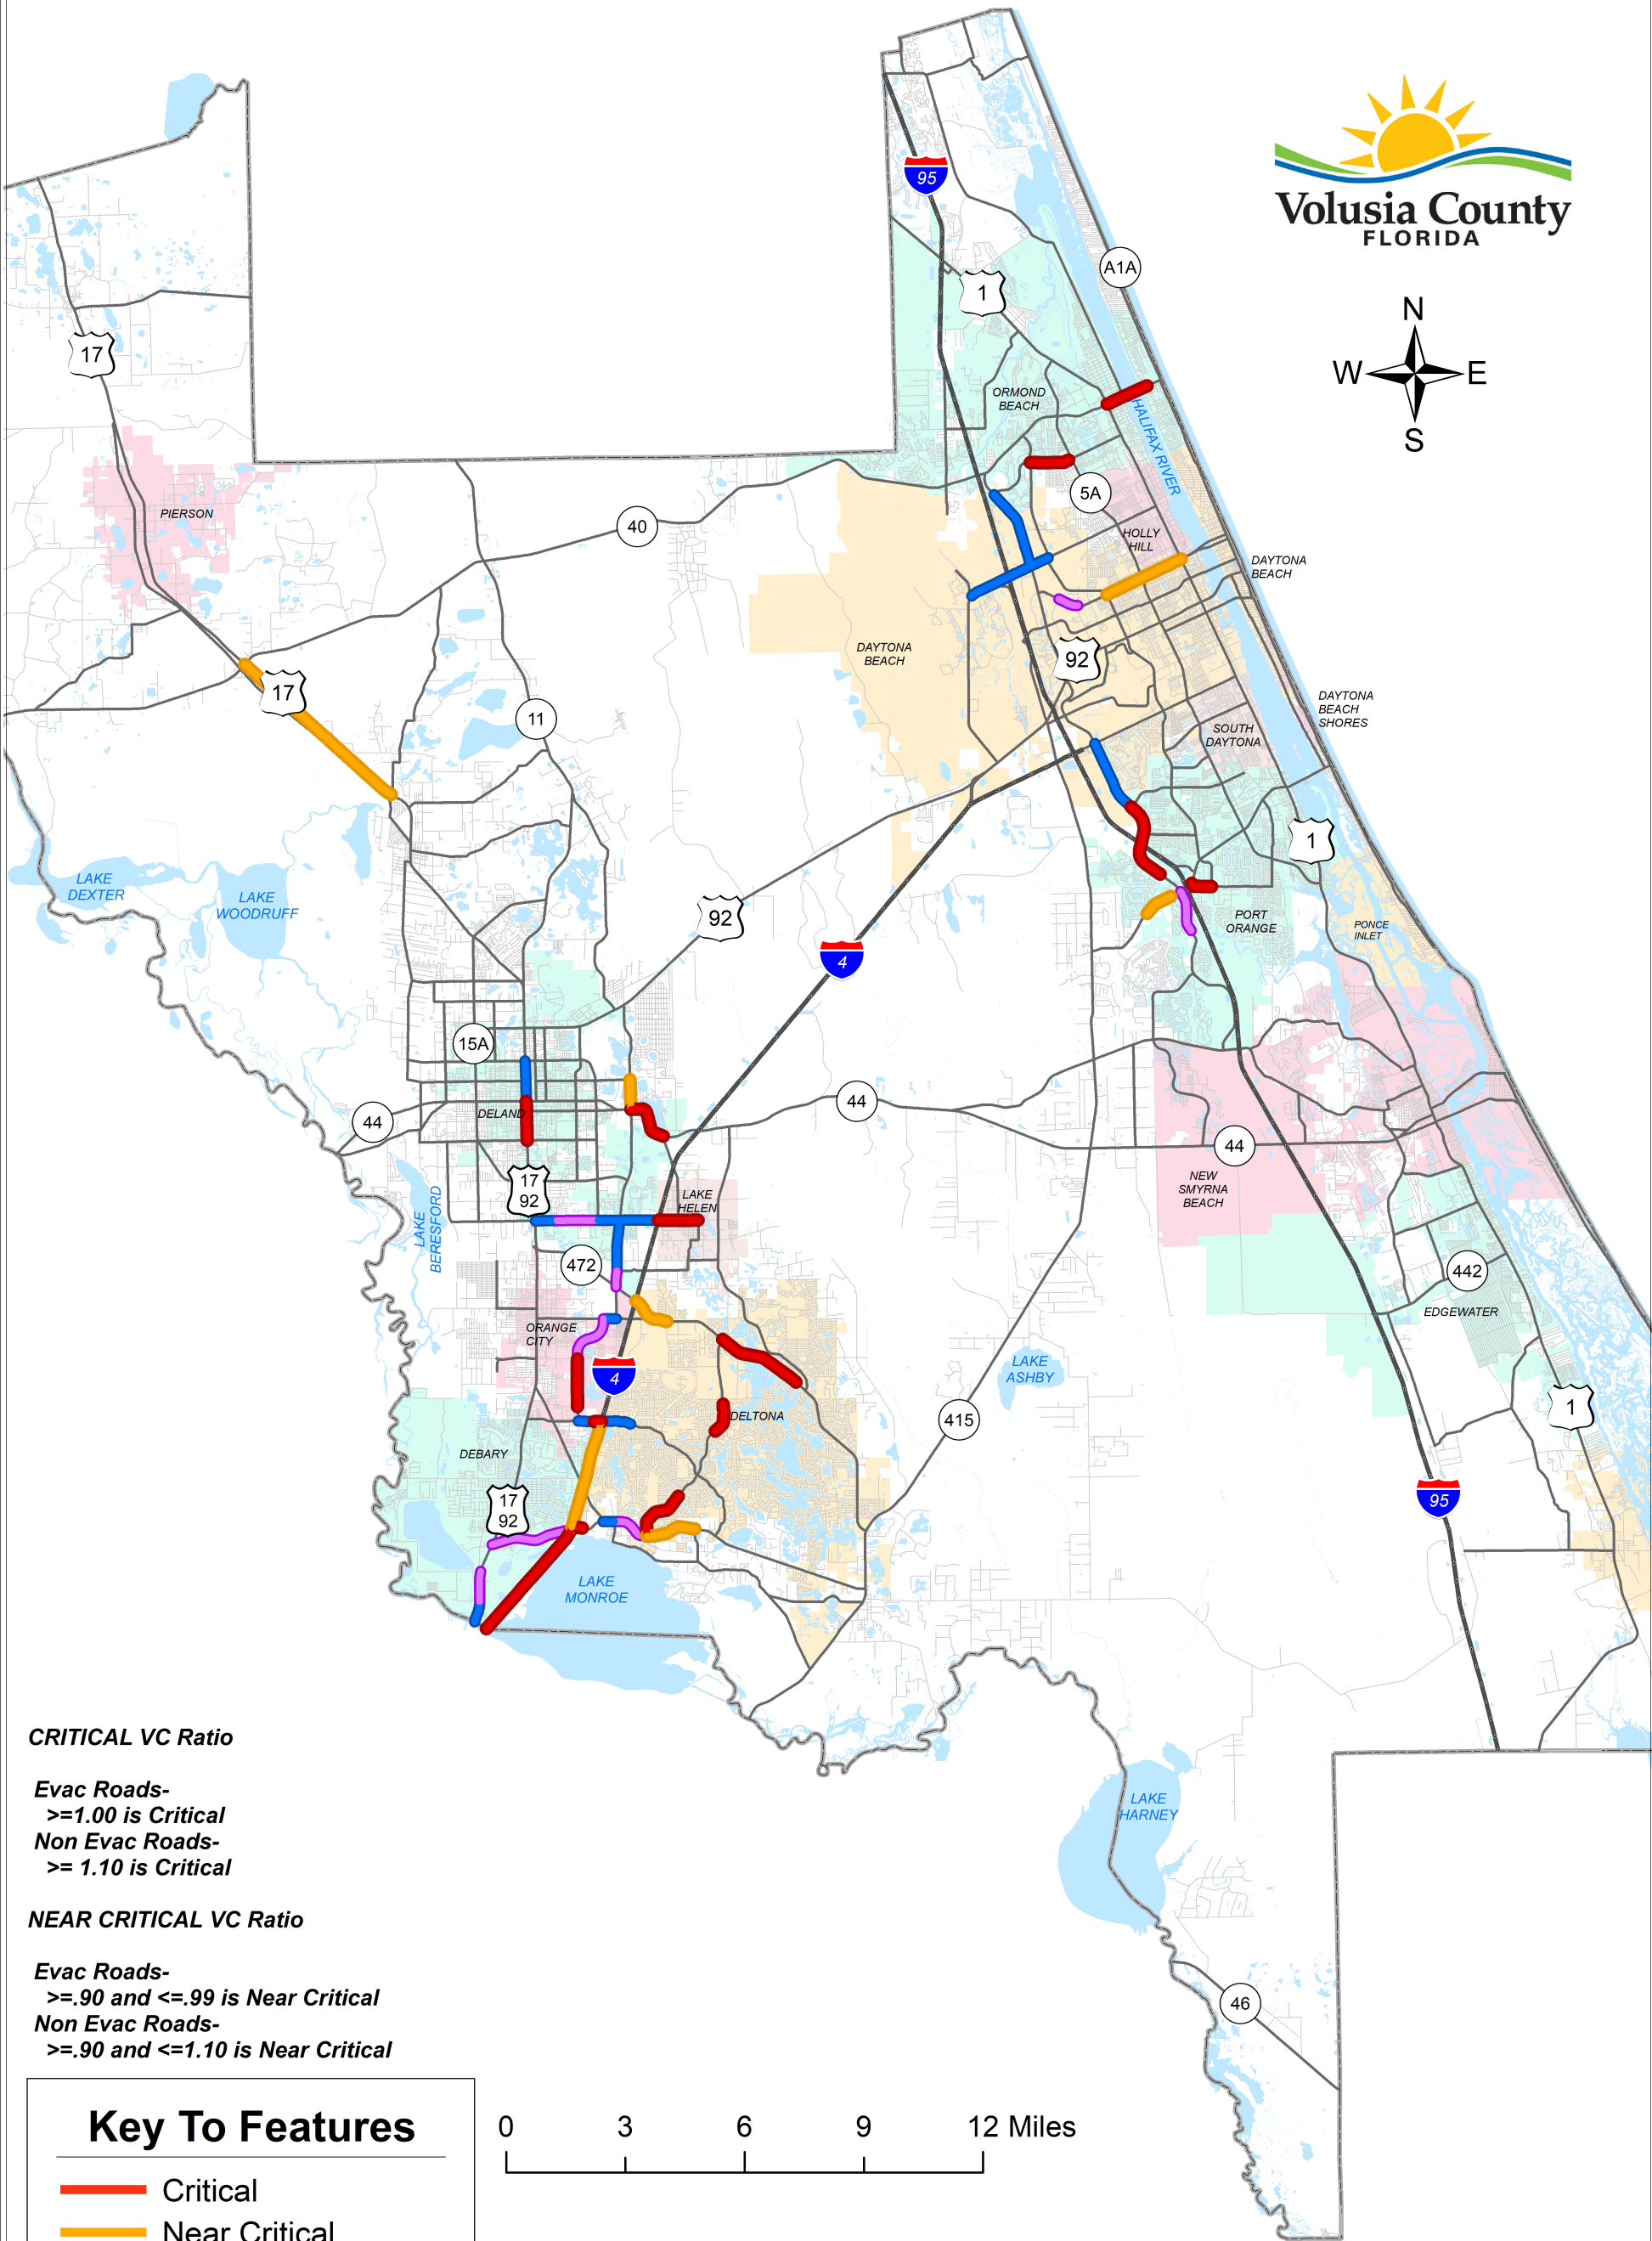 95
Volusia County
FLORIDA
A1A
1
N
W
E
S
17
ORMOND
BEACH
HALIFAX RIVER
5A
PIERSON
40
HOLLY
HILL
DAYTONA
BEACH
DAYTONA
BEACH
92
17
DAYTONA
BEACH
SHORES
11
SOUTH
DAYTONA
1
LAKE
DEXTER
LAKE
WOODRUFF
92
PORT
ORANGE
PONCE
INLET
4
15A
44
DELAND
44
44
17
92
LAKE
HELEN
NEW
SMYRNA
BEACH
LAKE
BERESFORD
472
442
EDGEWATER
ORANGE
CITY
4
LAKE
ASHBY
1
DELTONA
415
DEBARY
17
92
95
LAKE
MONROE
CRITICAL VC Ratio
Evac Roads-
>=1.00 is Critical
Non Evac Roads-
>= 1.10 is Critical
LAKE
HARNEY
NEAR CRITICAL VC Ratio
Evac Roads-
>=.90 and <=.99 is Near Critical
Non Evac Roads-
>=.90 and <=1.10 is Near Critical
46
Key To Features
0 3 6 9 12 Miles
Critical
Near Critical